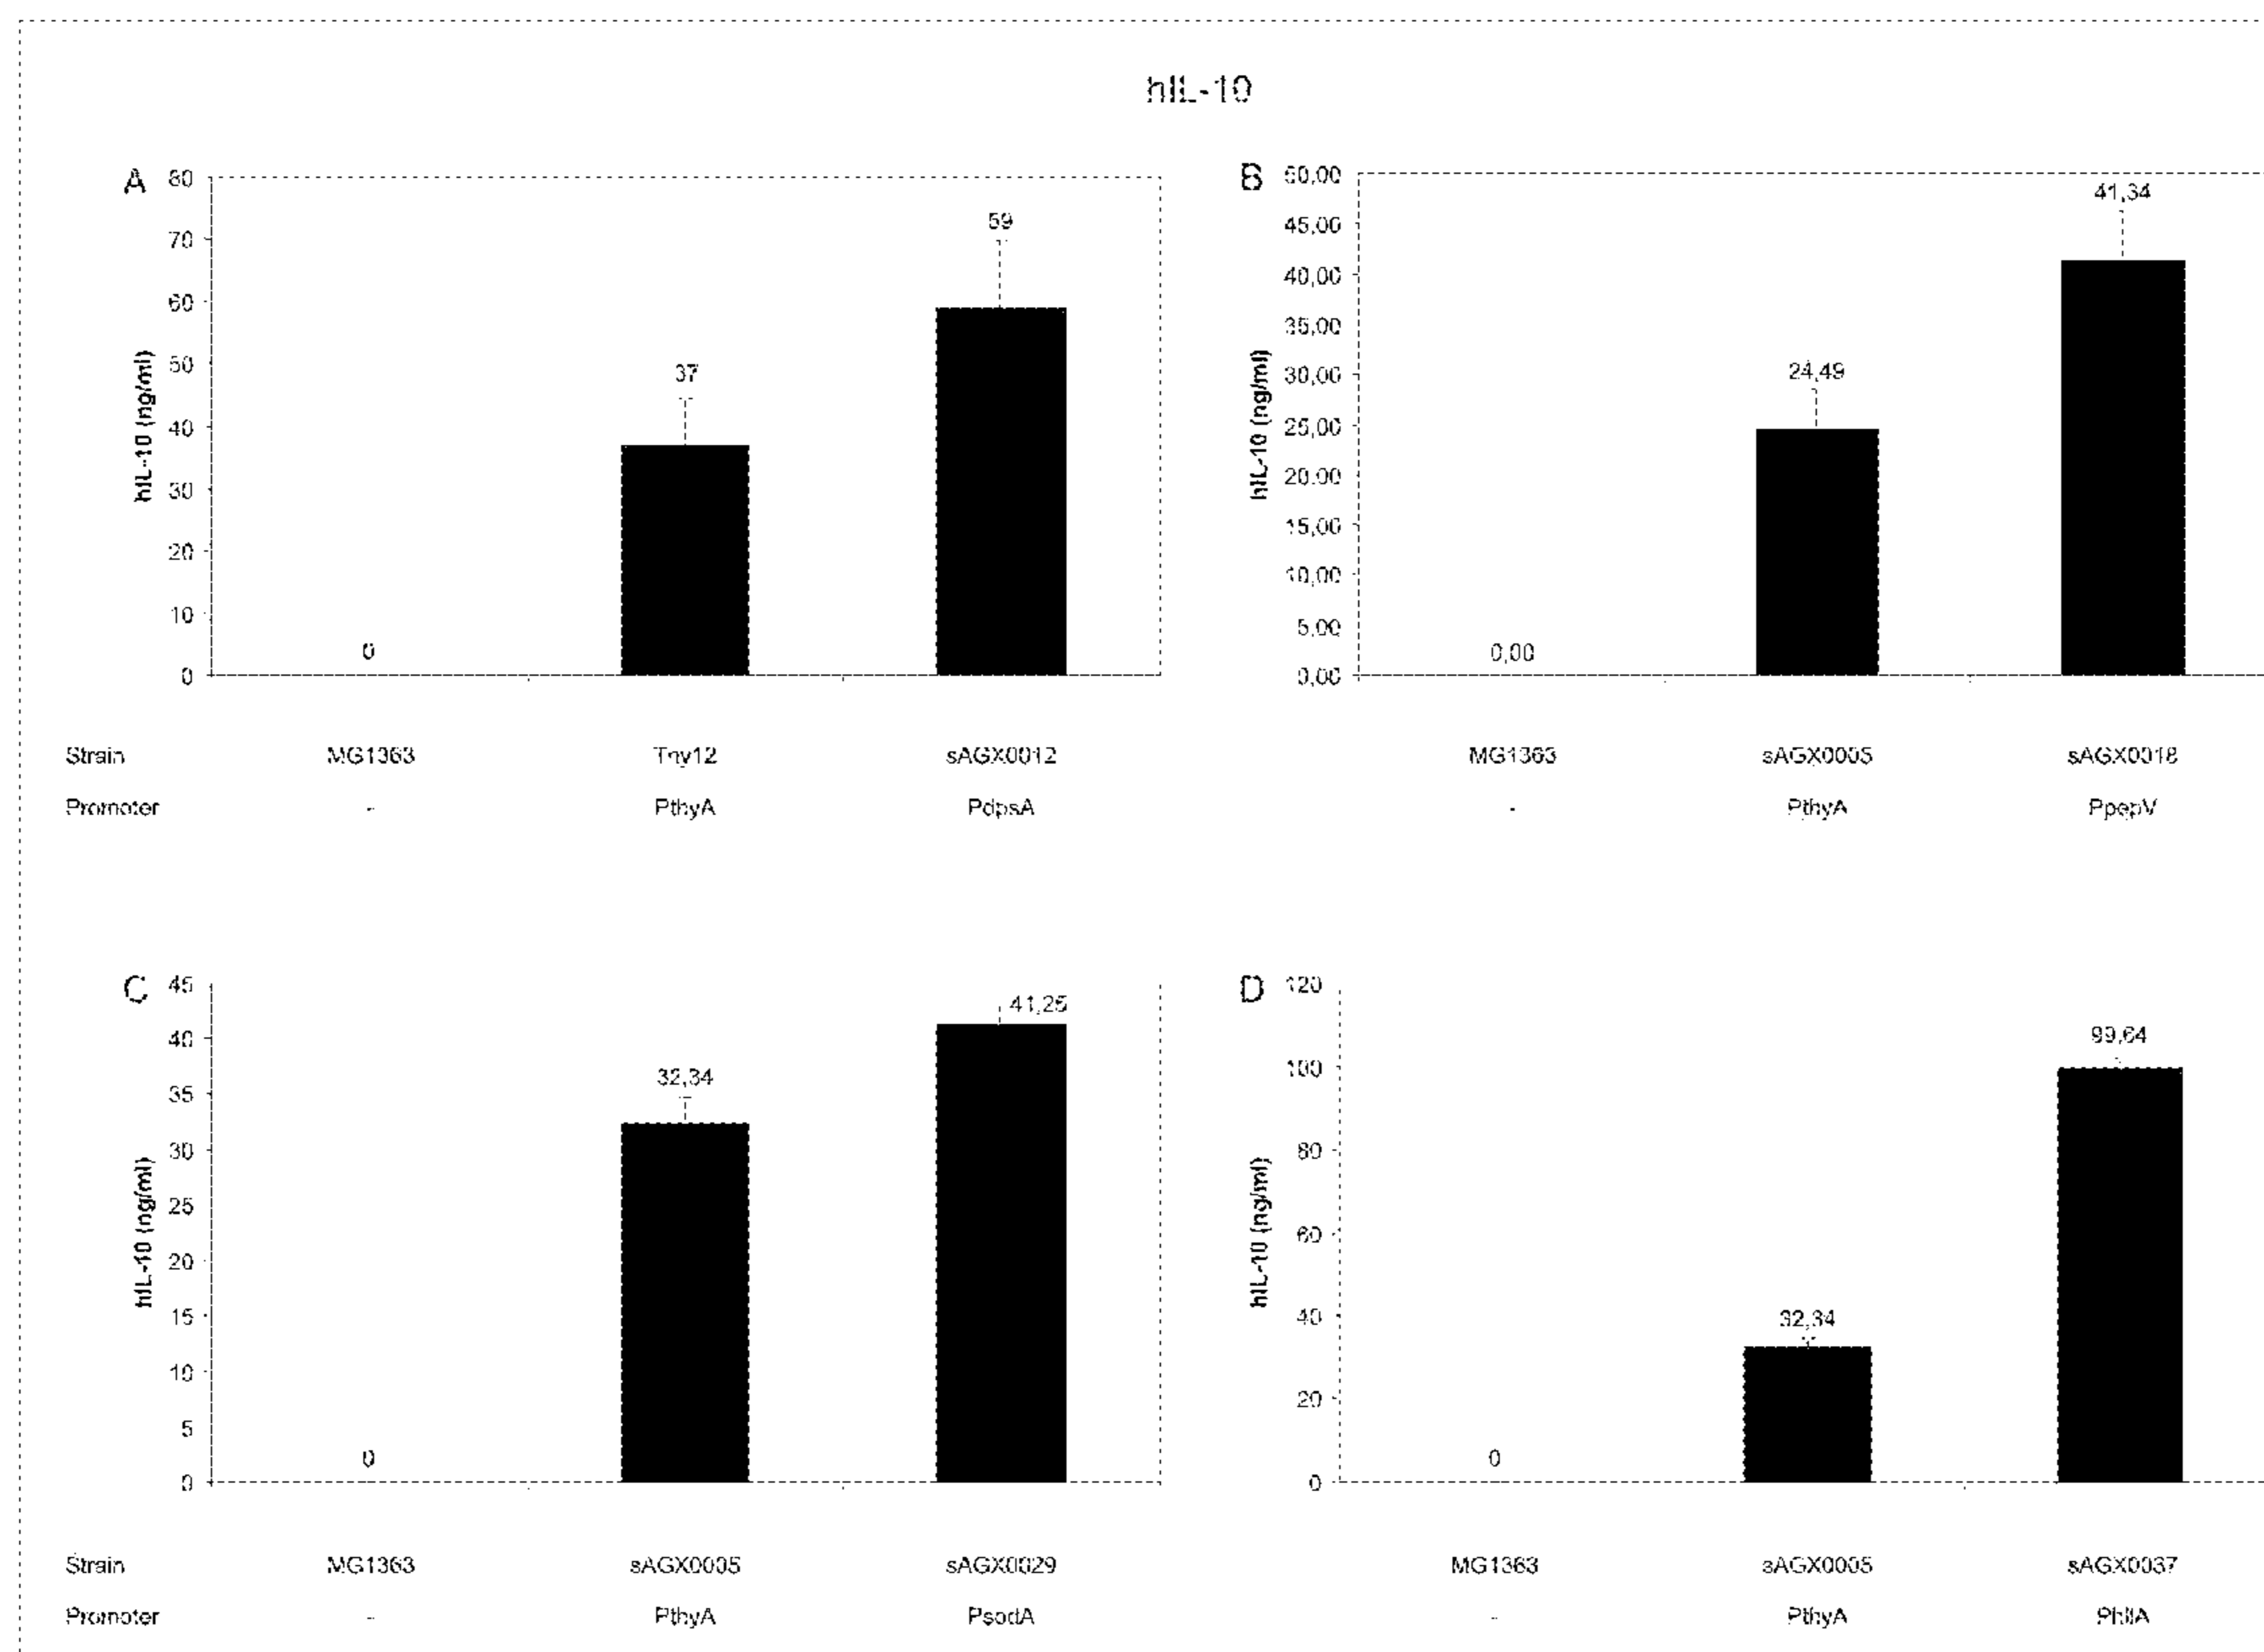 hIL-10
A
80
70
60
50
40
30
20
10
0
hIL-10 (ng/ml)
0
37
59
Strain MG1363 Thy12 sAGX0012
Promoter - PthyA PdpsA
B
50,00
45,00
40,00
35,00
30,00
25,00
20,00
15,00
10,00
5,00
0,00
hIL-10 (ng/ml)
0,00
24,49
41,34
MG1363 sAGX0005 sAGX0018
- PthyA PpepV
C
45
40
35
30
25
20
15
10
5
0
hIL-10 (ng/ml)
0
32,34
41,25
Strain MG1363 sAGX0005 sAGX0029
Promoter - PthyA PsodA
D
120
100
80
60
40
20
0
hIL-10 (ng/ml)
0
32,34
99,64
MG1363 sAGX0005 sAGX0037
- PthyA PhllA